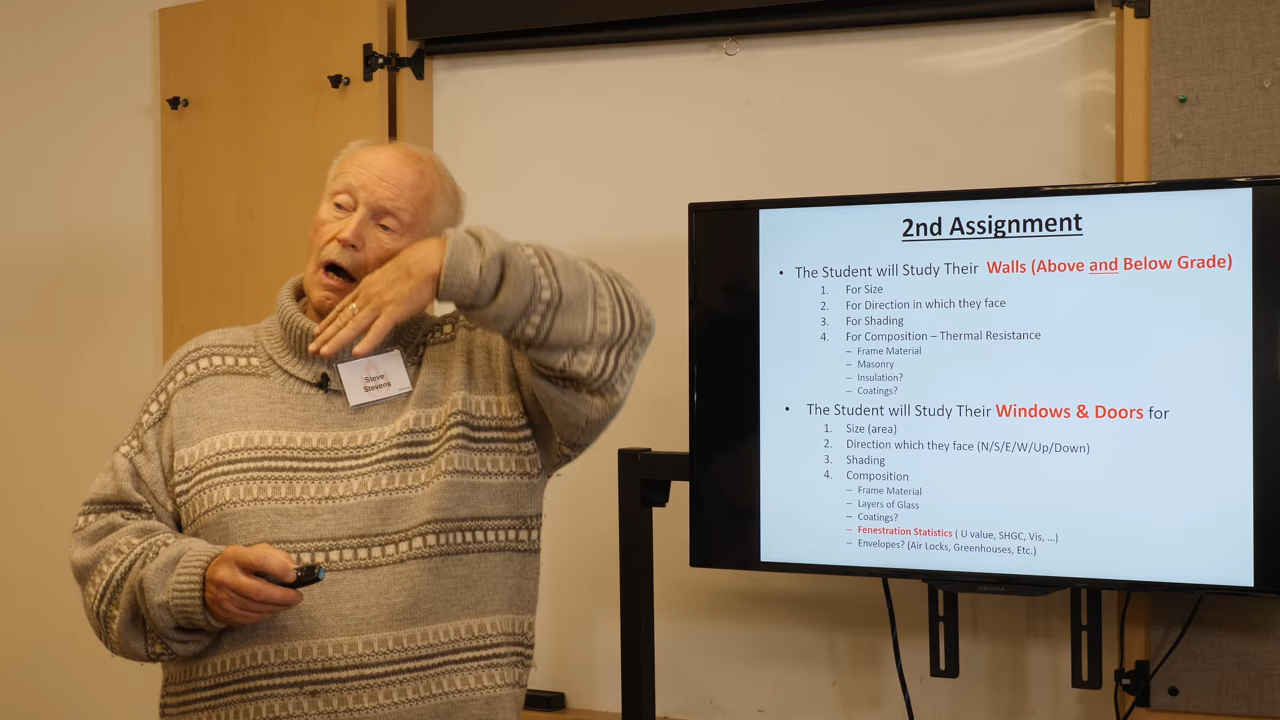 2nd Assignment
• The Student will Study Their Walls (Above and Below Grade)
1. For Size
2. For Direction in which they face
3. For Shading
4. For Composition – Thermal Resistance
– Frame Material
– Masonry
– Insulation?
– Coatings?
• The Student will Study Their Windows & Doors for
1. Size (area)
2. Direction which they face (N/S/E/W/Up/Down)
3. Shading
4. Composition
– Frame Material
– Layers of Glass
– Coatings?
– Fenestration Statistics ( U value, SHGC, Vis, …)
– Envelopes? (Air Locks, Greenhouses, Etc.)
INSIGNIA
Steve
Stevens